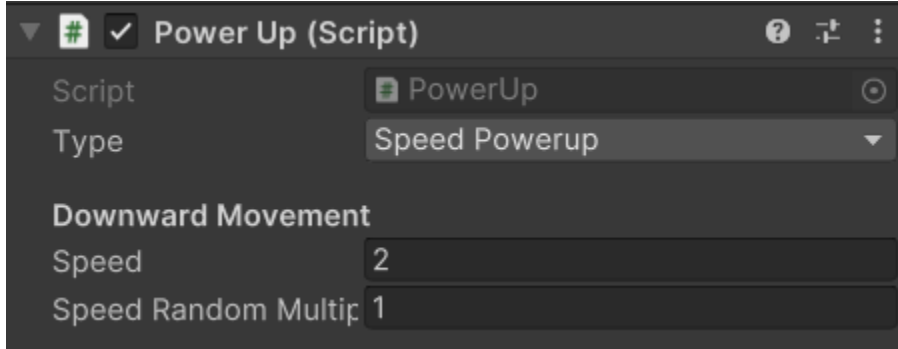 # Power Up (Script)
Script # PowerUp
Type Speed Powerup
Downward Movement
Speed 2
Speed Random Multip 1